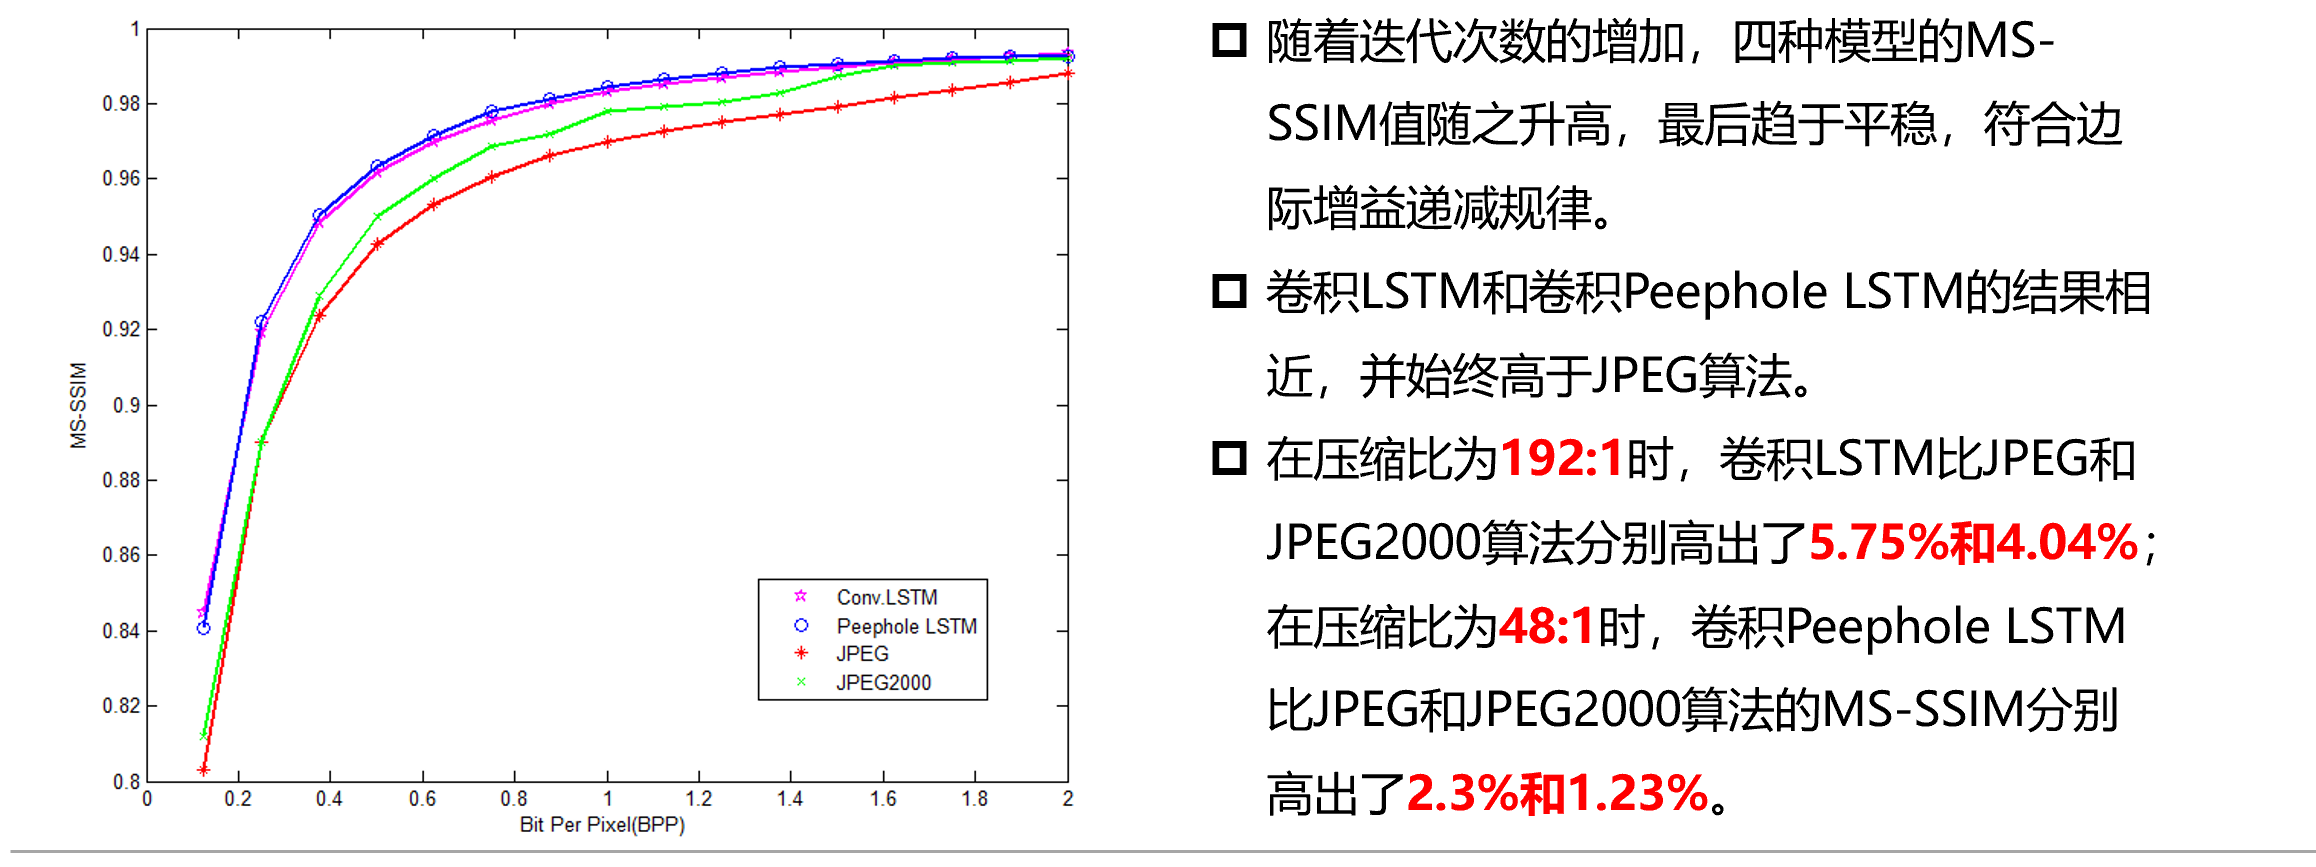 1
0.98
0.96
0.94
0.92
0.9
0.88
0.86
0.84
0.82
0.8
MS-SSIM
0 0.2 0.4 0.6 0.8 1 1.2 1.4 1.6 1.8 2
Bit Per Pixel(BPP)
Conv.LSTM
Peephole LSTM
JPEG
JPEG2000
随着迭代次数的增加，四种模型的MS-
SSIM值随之升高，最后趋于平稳，符合边
际增益递减规律。
卷积LSTM和卷积Peephole LSTM的结果相
近，并始终高于JPEG算法。
在压缩比为192:1时，卷积LSTM比JPEG和
JPEG2000算法分别高出了5.75%和4.04%；
在压缩比为48:1时，卷积Peephole LSTM
比JPEG和JPEG2000算法的MS-SSIM分别
高出了2.3%和1.23%。